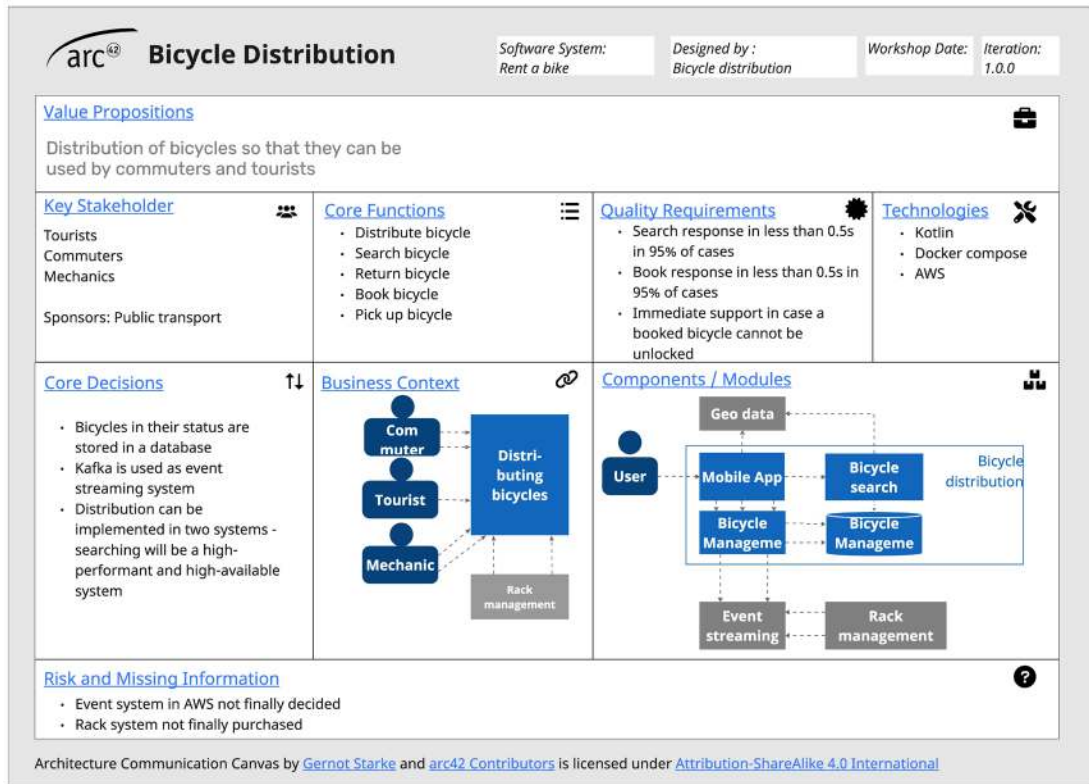 arc42 Bicycle Distribution
Software System:
Rent a bike
Designed by :
Bicycle distribution
Workshop Date:
Iteration:
1.0.0
Value Propositions
Distribution of bicycles so that they can be
used by commuters and tourists
Key Stakeholder
Tourists
Commuters
Mechanics
Sponsors: Public transport
Core Functions
• Distribute bicycle
• Search bicycle
• Return bicycle
• Book bicycle
• Pick up bicycle
Quality Requirements
• Search response in less than 0.5s
in 95% of cases
• Book response in less than 0.5s in
95% of cases
• Immediate support in case a
booked bicycle cannot be
unlocked
Technologies
• Kotlin
• Docker compose
• AWS
Core Decisions
• Bicycles in their status are
stored in a database
• Kafka is used as event
streaming system
• Distribution can be
implemented in two systems -
searching will be a high-
performant and high-available
system
Business Context
Com
muter
Tourist
Mechanic
Distri-
buting
bicycles
Rack
management
Components / Modules
Geo data
User
Mobile App
Bicycle
search
Bicycle
distribution
Bicycle
Manageme
Bicycle
Manageme
Event
streaming
Rack
management
Risk and Missing Information
• Event system in AWS not finally decided
• Rack system not finally purchased
Architecture Communication Canvas by Gernot Starke and arc42 Contributors is licensed under Attribution-ShareAlike 4.0 International